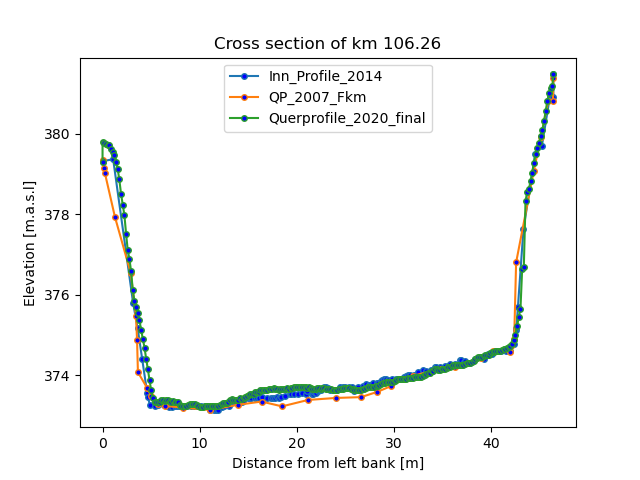 Cross section of km 106.26
Inn_Profile_2014
QP_2007_Fkm
Querprofile_2020_final
Elevation [m.a.s.l]
380
378
376
374
0 10 20 30 40
Distance from left bank [m]